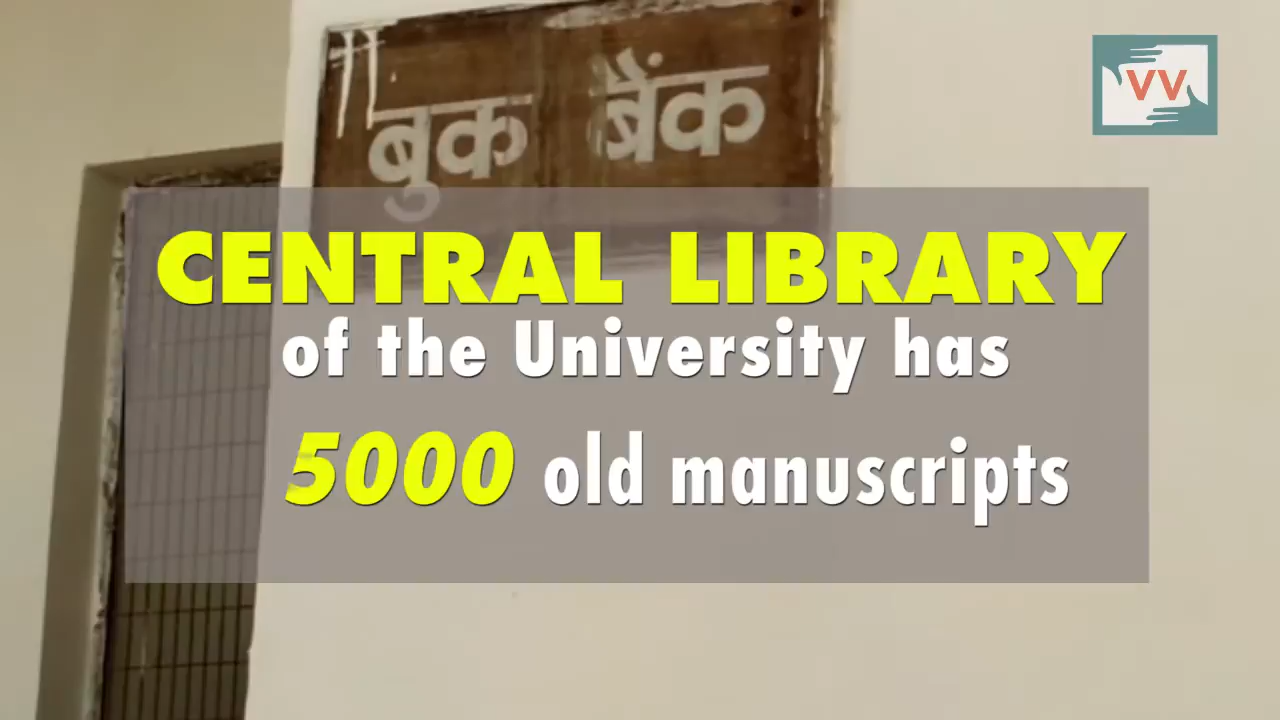 बुक बैंक
VV
CENTRAL LIBRARY
of the University has
5000 old manuscripts